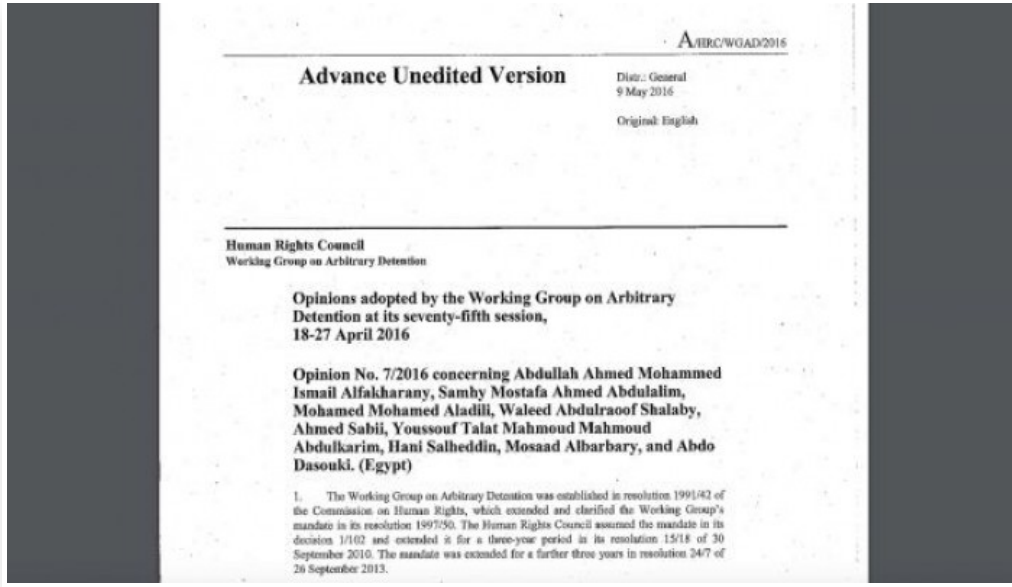 A/HRC/WGAD/2016
Advance Unedited Version
Distr.: General
9 May 2016
Original: English
Human Rights Council
Working Group on Arbitrary Detention
Opinions adopted by the Working Group on Arbitrary
Detention at its seventy-fifth session,
18-27 April 2016
Opinion No. 7/2016 concerning Abdullah Ahmed Mohammed
Ismail Alfakharany, Samhy Mostafa Ahmed Abdulalim,
Mohamed Mohamed Aladili, Waleed Abdulraoof Shalaby,
Ahmed Sabii, Youssouf Talat Mahmoud Mahmoud
Abdulkarim, Hani Salheddin, Mosaad Albarbary, and Abdo
Dasouki. (Egypt)
1. The Working Group on Arbitrary Detention was established in resolution 1991/42 of
the Commission on Human Rights, which extended and clarified the Working Group's
mandate in its resolution 1997/50. The Human Rights Council assumed the mandate in its
decision 1/102 and extended it for a three-year period in its resolution 15/18 of 30
September 2010. The mandate was extended for a further three years in resolution 24/7 of
26 September 2013.